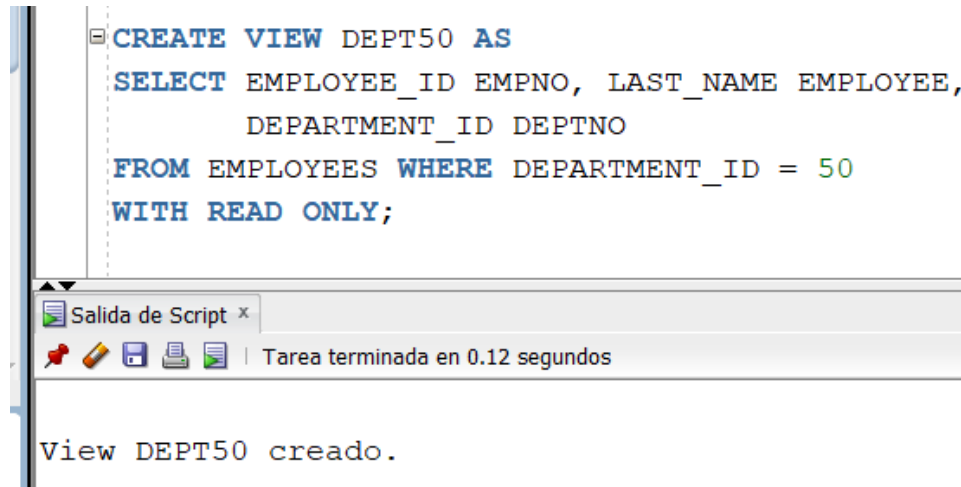 CREATE VIEW DEPT50 AS
SELECT EMPLOYEE_ID EMPNO, LAST_NAME EMPLOYEE,
DEPARTMENT_ID DEPTNO
FROM EMPLOYEES WHERE DEPARTMENT_ID = 50
WITH READ ONLY;
Salida de Script x
Tarea terminada en 0.12 segundos
View DEPT50 creado.